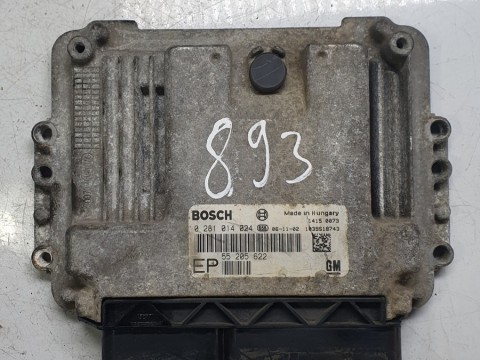 893
BOSCH Made in Hungary
1415 0873
0 281 014 024 06-11-02 1039S18743
EP 55 205 622 GM